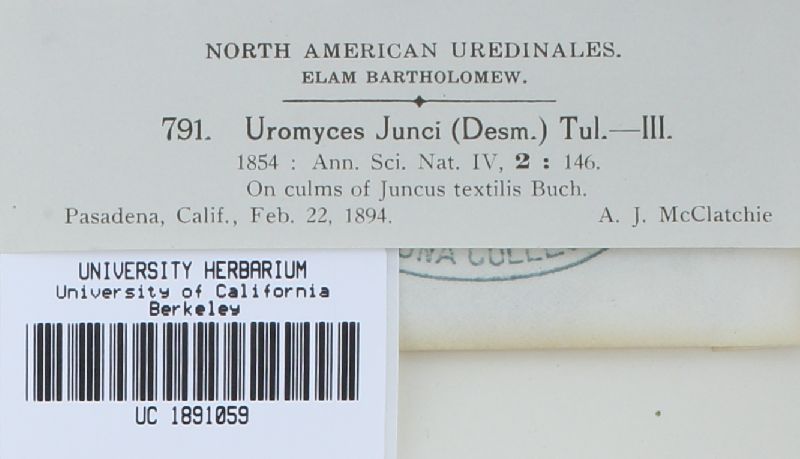 NORTH AMERICAN UREDINALES.
ELAM BARTHOLOMEW.
791. Uromyces Junci (Desm.) Tul.—III.
1854 : Ann. Sci. Nat. IV, 2 : 146.
On culms of Juncus textilis Buch.
Pasadena, Calif., Feb. 22, 1894. A. J. McClatchie
UNIVERSITY HERBARIUM
University of California
Berkeley
UC 1891059